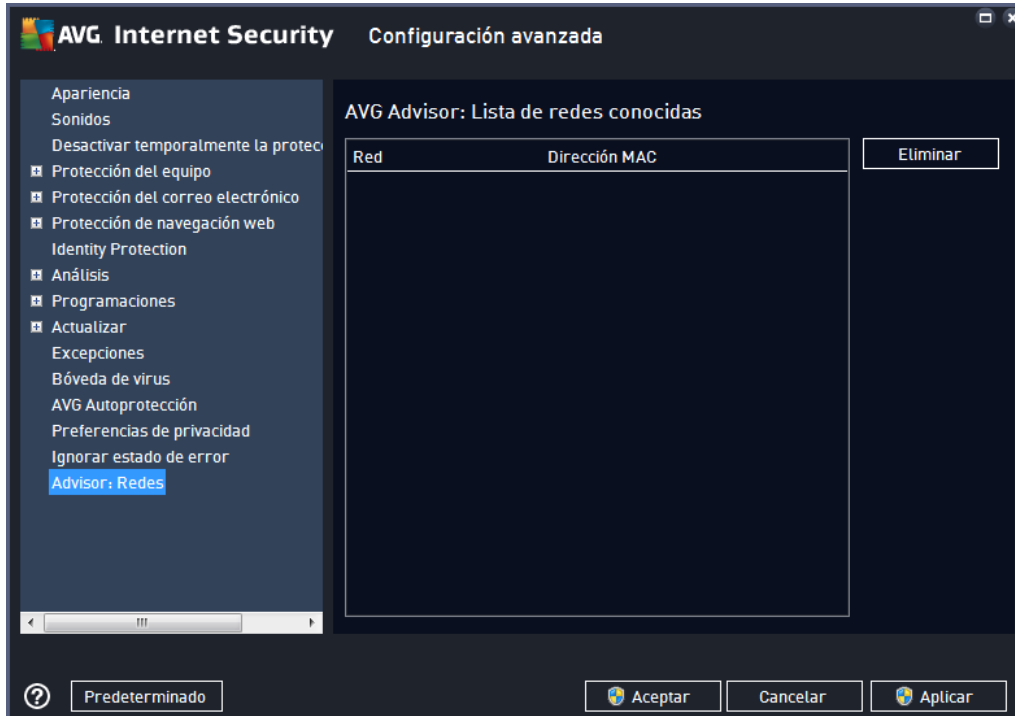 AVG Internet Security Configuración avanzada
Apariencia
Sonidos
Desactivar temporalmente la protec
Protección del equipo
Protección del correo electrónico
Protección de navegación web
Identity Protection
Análisis
Programaciones
Actualizar
Excepciones
Bóveda de virus
AVG Autoprotección
Preferencias de privacidad
Ignorar estado de error
Advisor: Redes
AVG Advisor: Lista de redes conocidas
Red Dirección MAC
Eliminar
Predeterminado Aceptar Cancelar Aplicar